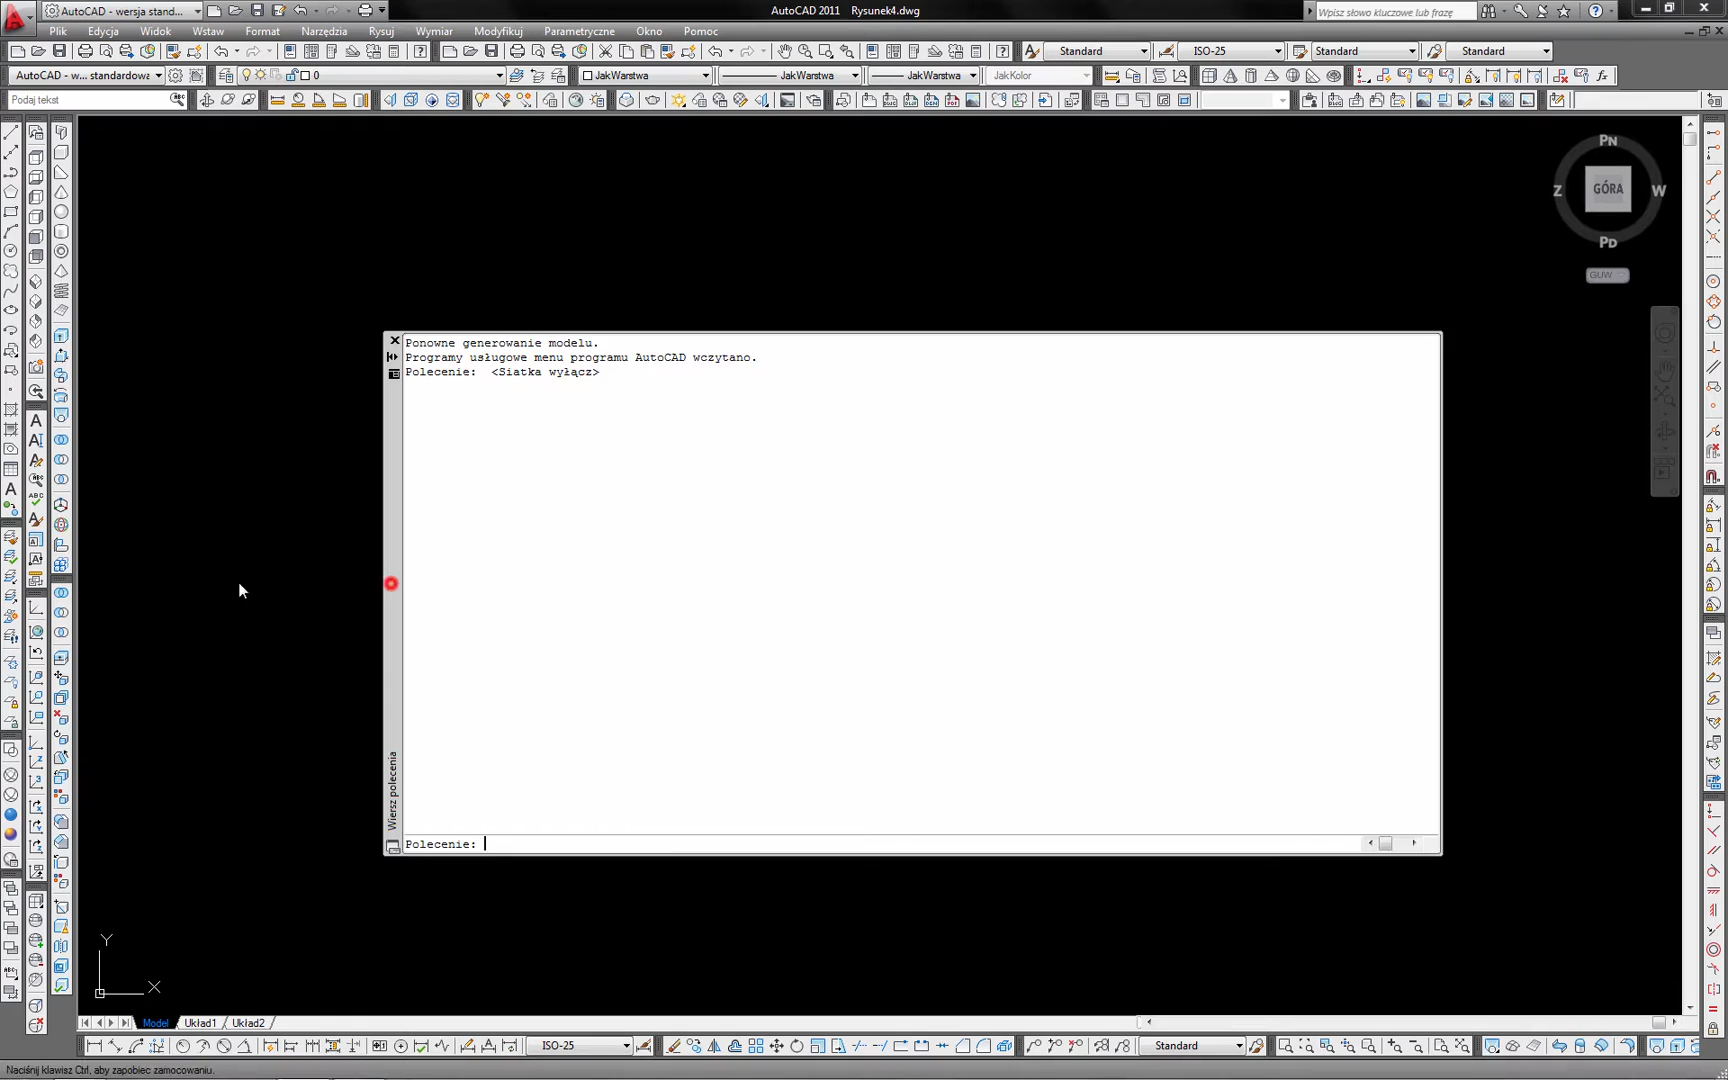 AutoCAD - wersja stand...
AutoCAD 2011 Rysunek4.dwg
Wpisz słowo kluczowe lub frazę
Plik Edycja Widok Wstaw Format Narzędzia Rysuj Wymiar Modyfikuj Parametryczne Okno Pomoc
Standard ISO-25 Standard Standard
AutoCAD - w... standardowa 0 JakWarstwa JakWarstwa JakWarstwa JakKolor
Podaj tekst
PN
Z GÓRA W
PD
GUW
Ponowne generowanie modelu.
Programy usługowe menu programu AutoCAD wczytano.
Polecenie: <Siatka wyłącz>
Wiersz polecenia
Polecenie:
Y
X
Model Układ1 Układ2
ISO-25 Standard
Naciśnij klawisz Ctrl, aby zapobiec zamocowaniu.